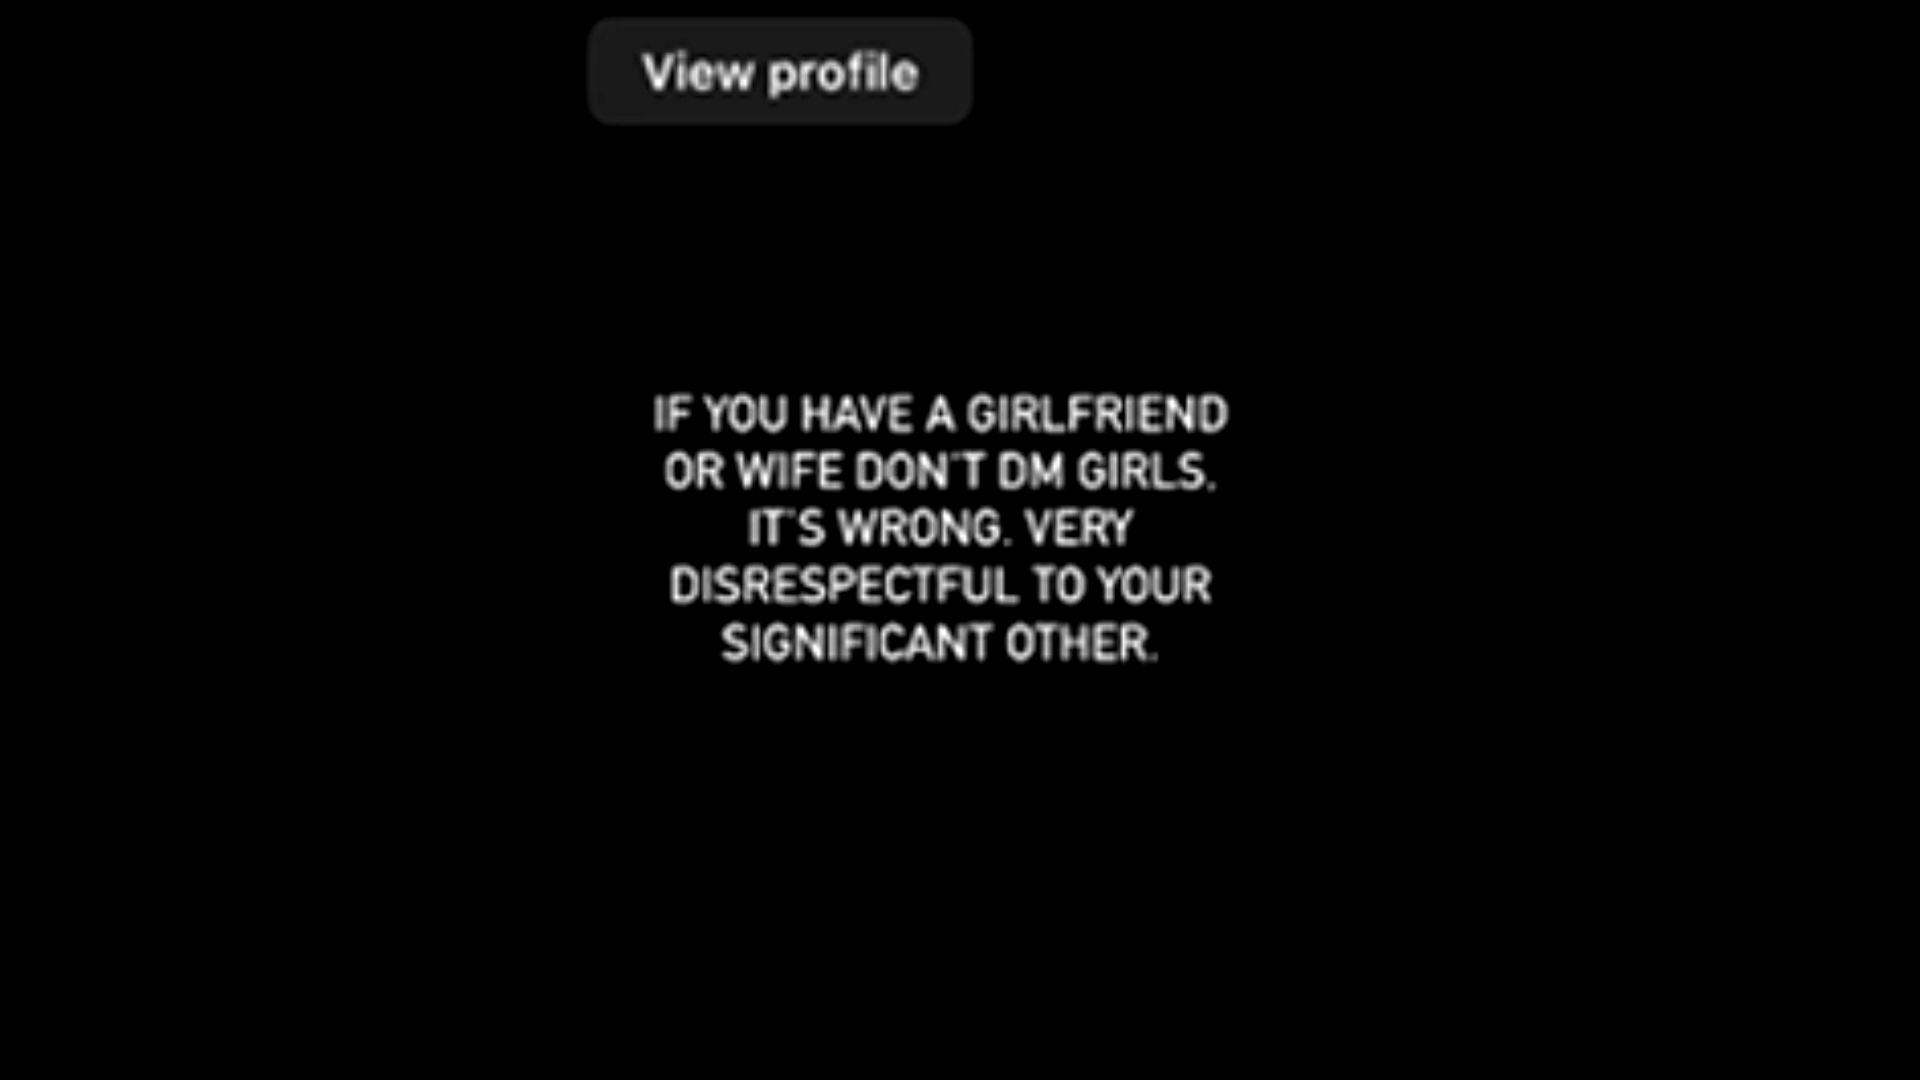 View profile
IF YOU HAVE A GIRLFRIEND
OR WIFE DON'T DM GIRLS.
IT'S WRONG. VERY
DISRESPECTFUL TO YOUR
SIGNIFICANT OTHER.